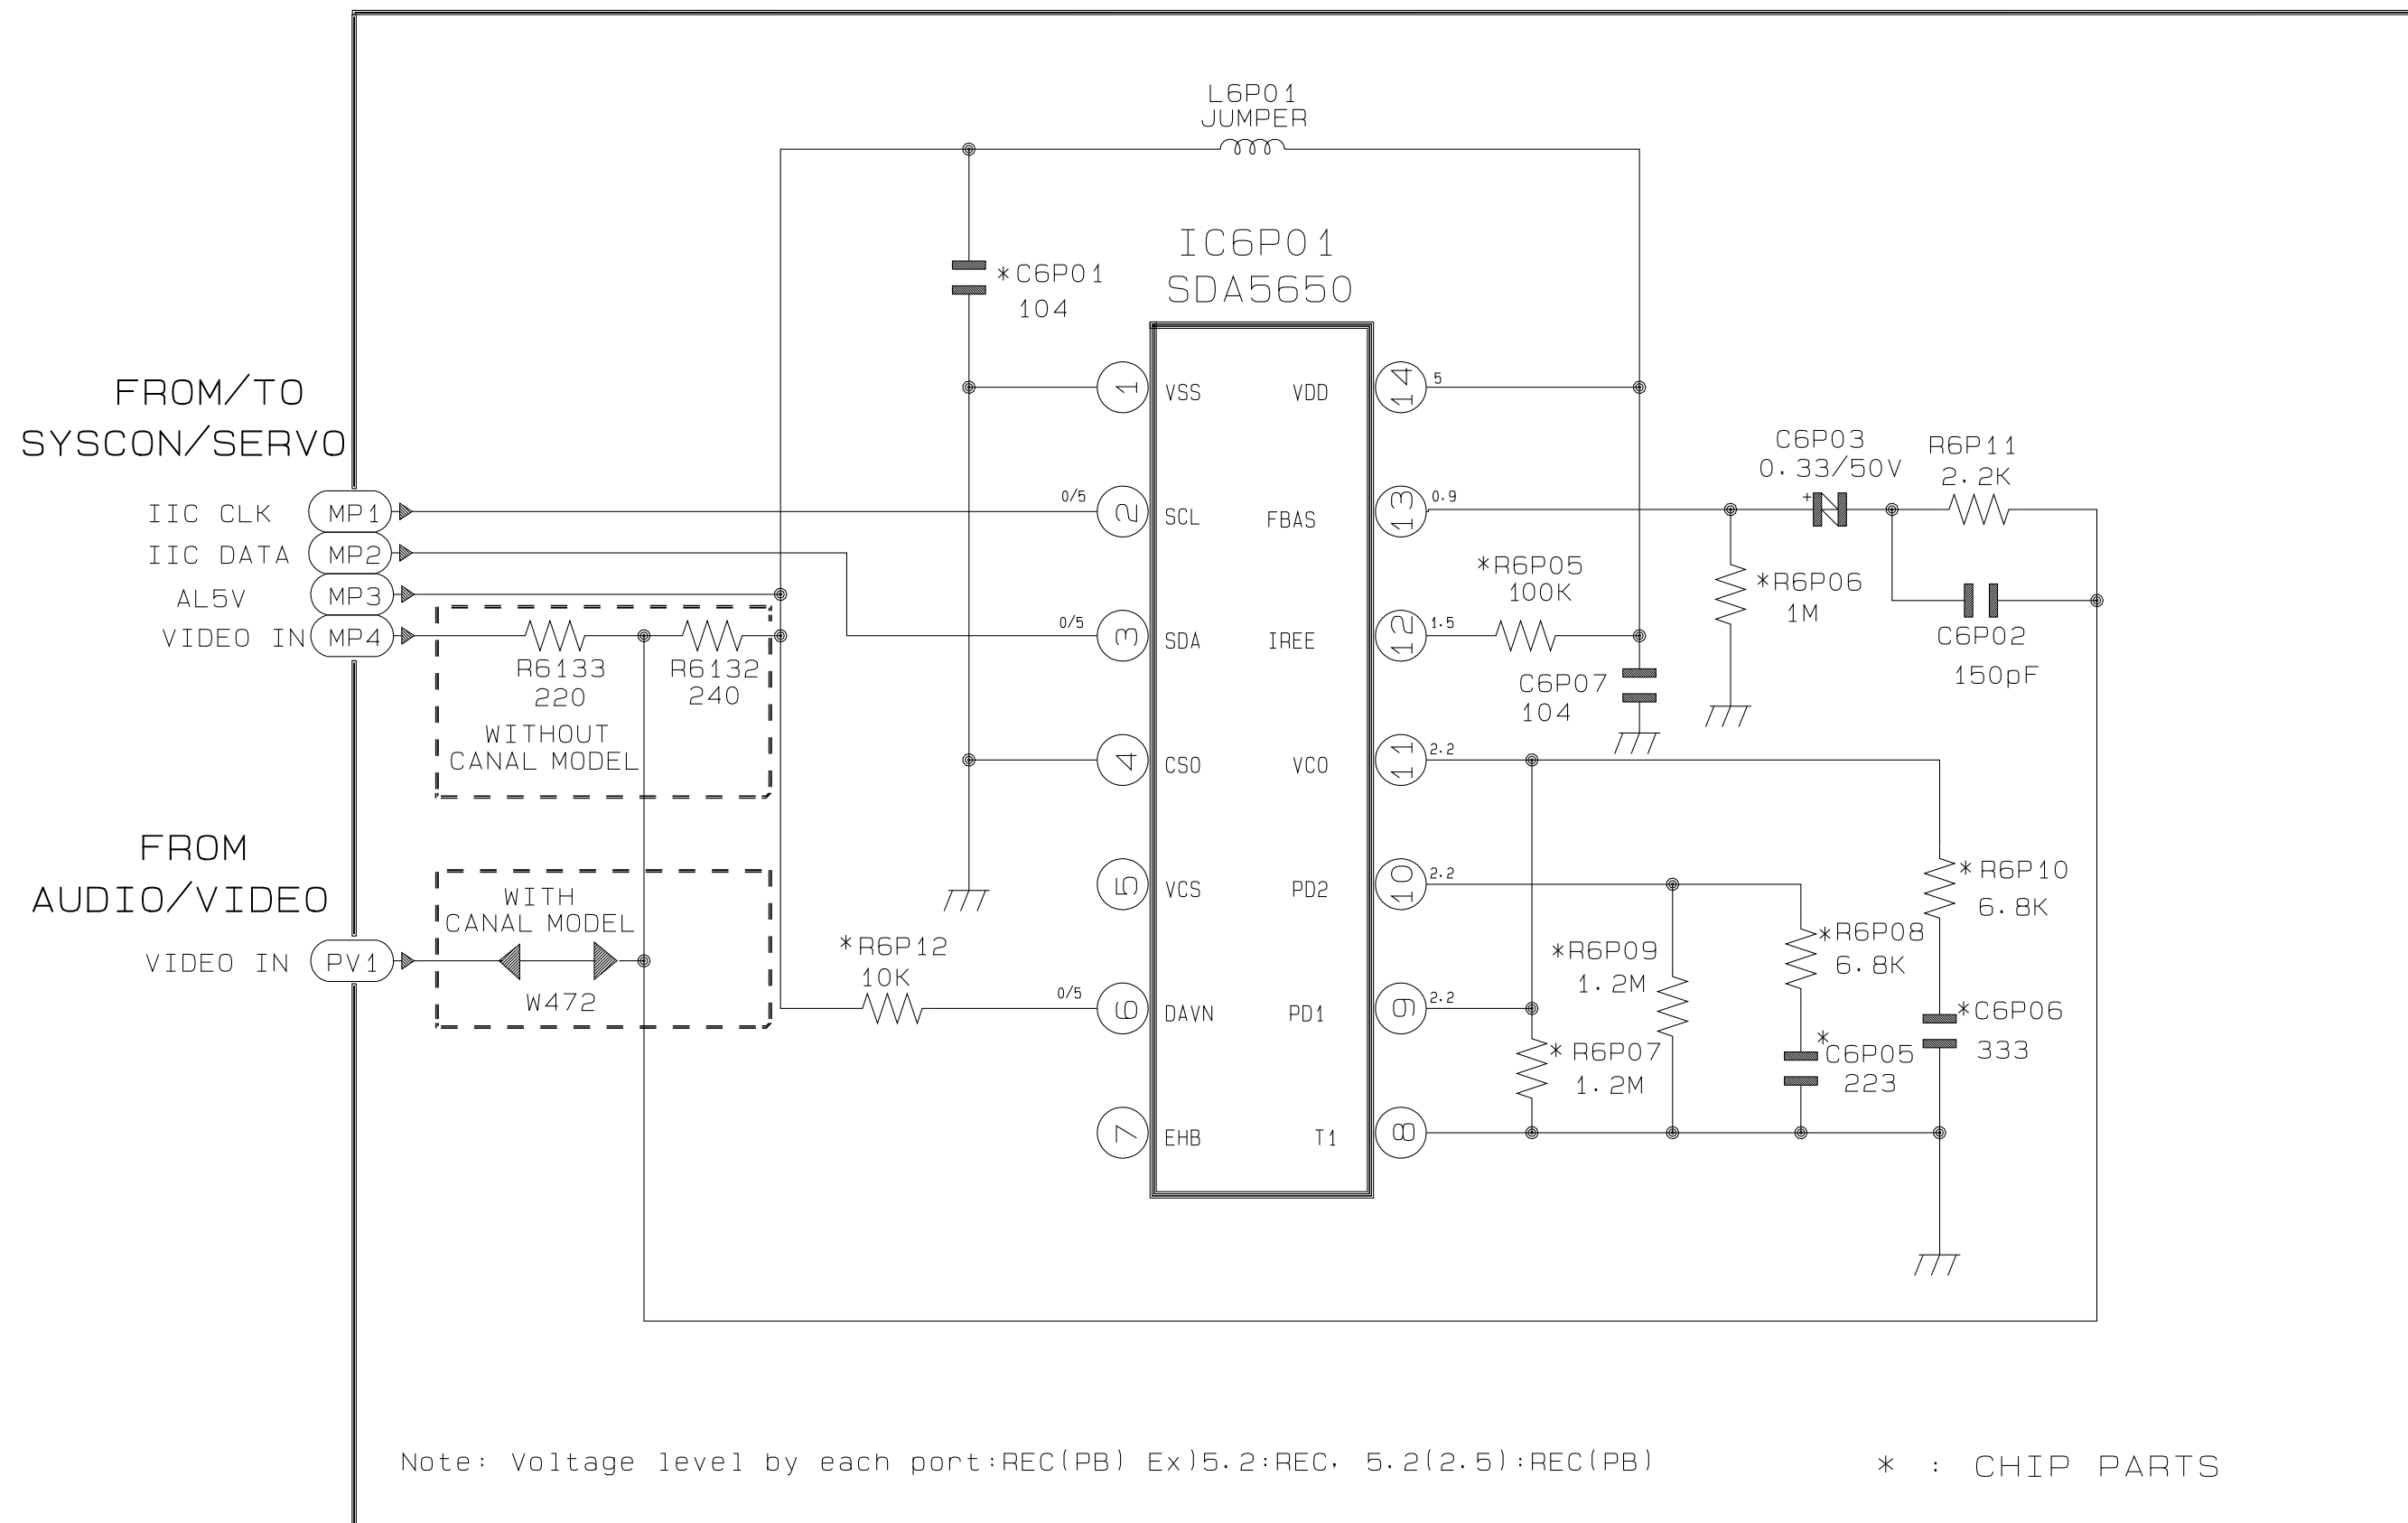 L6P01
JUMPER
IC6P01
SDA5650
*C6P01
104
FROM/TO
SYSCON/SERVO
IIC CLK MP1
IIC DATA MP2
AL5V MP3
VIDEO IN MP4
R6133
220
R6132
240
WITHOUT
CANAL MODEL
FROM
AUDIO/VIDEO
VIDEO IN PV1
WITH
CANAL MODEL
W472
*R6P12
10K
1 VSS
0/5 2 SCL
0/5 3 SDA
4 CSO
5 VCS
0/5 6 DAVN
7 EHB
VDD 14 5
FBAS 13 0.9
IREE 12 1.5
VCO 11 2.2
PD2 10 2.2
PD1 9 2.2
T1 8
C6P03
0.33/50V
+
R6P11
2.2K
*R6P05
100K
*R6P06
1M
C6P02
150pF
C6P07
104
*R6P10
6.8K
*R6P08
6.8K
*R6P09
1.2M
*C6P06
333
* R6P07
1.2M
*C6P05
223
Note: Voltage level by each port:REC(PB) Ex)5.2:REC, 5.2(2.5):REC(PB)
* : CHIP PARTS